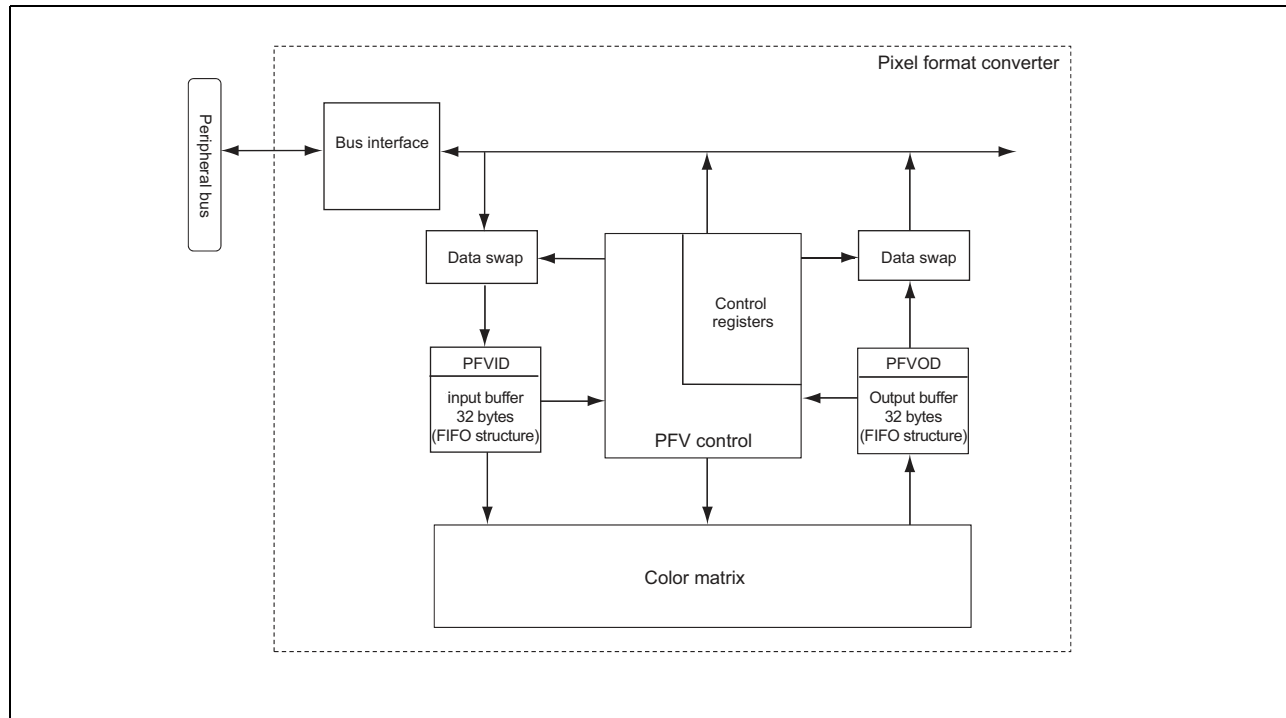 Pixel format converter
Peripheral bus
Bus interface
Data swap
Data swap
Control
registers
PFVID
input buffer
32 bytes
(FIFO structure)
PFV control
PFVOD
Output buffer
32 bytes
(FIFO structure)
Color matrix